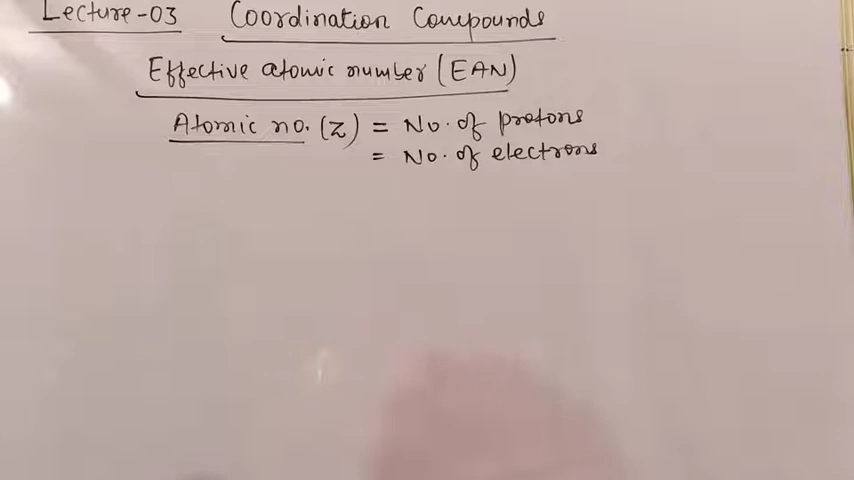 Lecture-03 Coordination Compounds
Effective atomic number (EAN)
Atomic no. (Z) = No. of protons
= No. of electrons